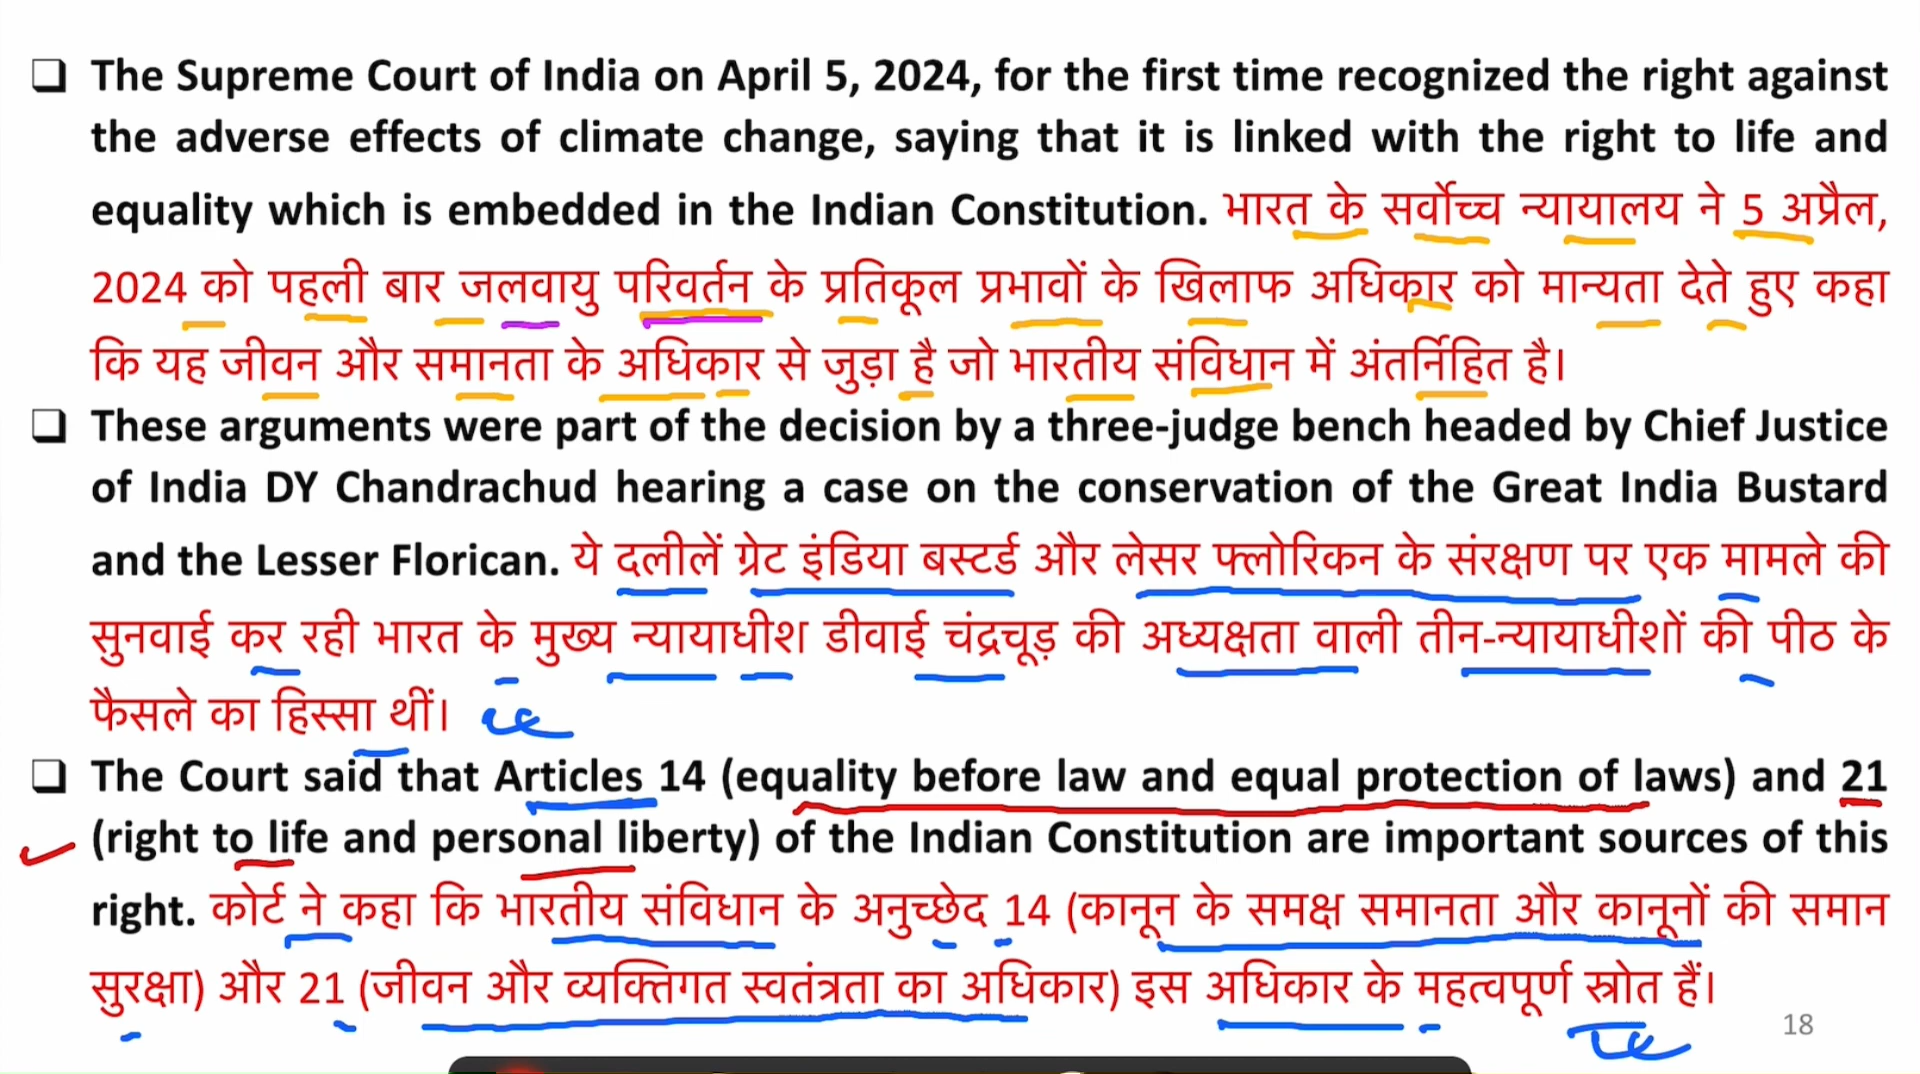 ❑ The Supreme Court of India on April 5, 2024, for the first time recognized the right against
the adverse effects of climate change, saying that it is linked with the right to life and
equality which is embedded in the Indian Constitution. भारत के सर्वोच्च न्यायालय ने 5 अप्रैल,
2024 को पहली बार जलवायु परिवर्तन के प्रतिकूल प्रभावों के खिलाफ अधिकार को मान्यता देते हुए कहा
कि यह जीवन और समानता के अधिकार से जुड़ा है जो भारतीय संविधान में अंतर्निहित है।
❑ These arguments were part of the decision by a three-judge bench headed by Chief Justice
of India DY Chandrachud hearing a case on the conservation of the Great India Bustard
and the Lesser Florican. ये दलीलें ग्रेट इंडिया बस्टर्ड और लेसर फ्लोरिकन के संरक्षण पर एक मामले की
सुनवाई कर रही भारत के मुख्य न्यायाधीश डीवाई चंद्रचूड़ की अध्यक्षता वाली तीन-न्यायाधीशों की पीठ के
फैसले का हिस्सा थीं।
❑ The Court said that Articles 14 (equality before law and equal protection of laws) and 21
(right to life and personal liberty) of the Indian Constitution are important sources of this
right. कोर्ट ने कहा कि भारतीय संविधान के अनुच्छेद 14 (कानून के समक्ष समानता और कानूनों की समान
सुरक्षा) और 21 (जीवन और व्यक्तिगत स्वतंत्रता का अधिकार) इस अधिकार के महत्वपूर्ण स्रोत हैं।
18